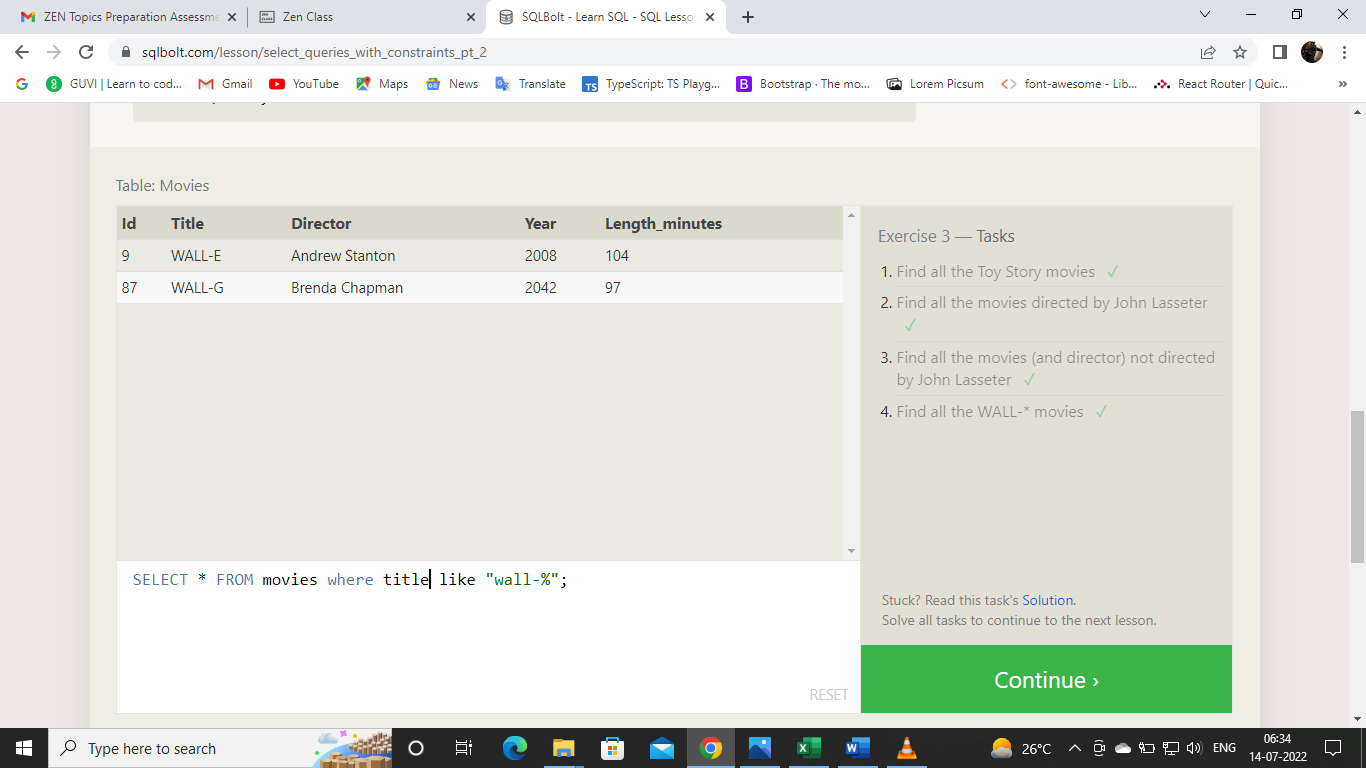 ZEN Topics Preparation Assessme
Zen Class
SQLBolt - Learn SQL - SQL Lesso
sqlbolt.com/lesson/select_queries_with_constraints_pt_2
GUVI | Learn to cod...
Gmail
YouTube
Maps
News
Translate
TypeScript: TS Playg...
Bootstrap · The mo...
Lorem Picsum
font-awesome - Lib...
React Router | Quic...
»
Table: Movies
Id Title Director Year Length_minutes
9 WALL-E Andrew Stanton 2008 104
87 WALL-G Brenda Chapman 2042 97
SELECT * FROM movies where title like "wall-%";
RESET
Exercise 3 — Tasks
1. Find all the Toy Story movies ✓
2. Find all the movies directed by John Lasseter
✓
3. Find all the movies (and director) not directed
by John Lasseter ✓
4. Find all the WALL-* movies ✓
Stuck? Read this task's Solution.
Solve all tasks to continue to the next lesson.
Continue ›
Type here to search
26°C
ENG
06:34
14-07-2022